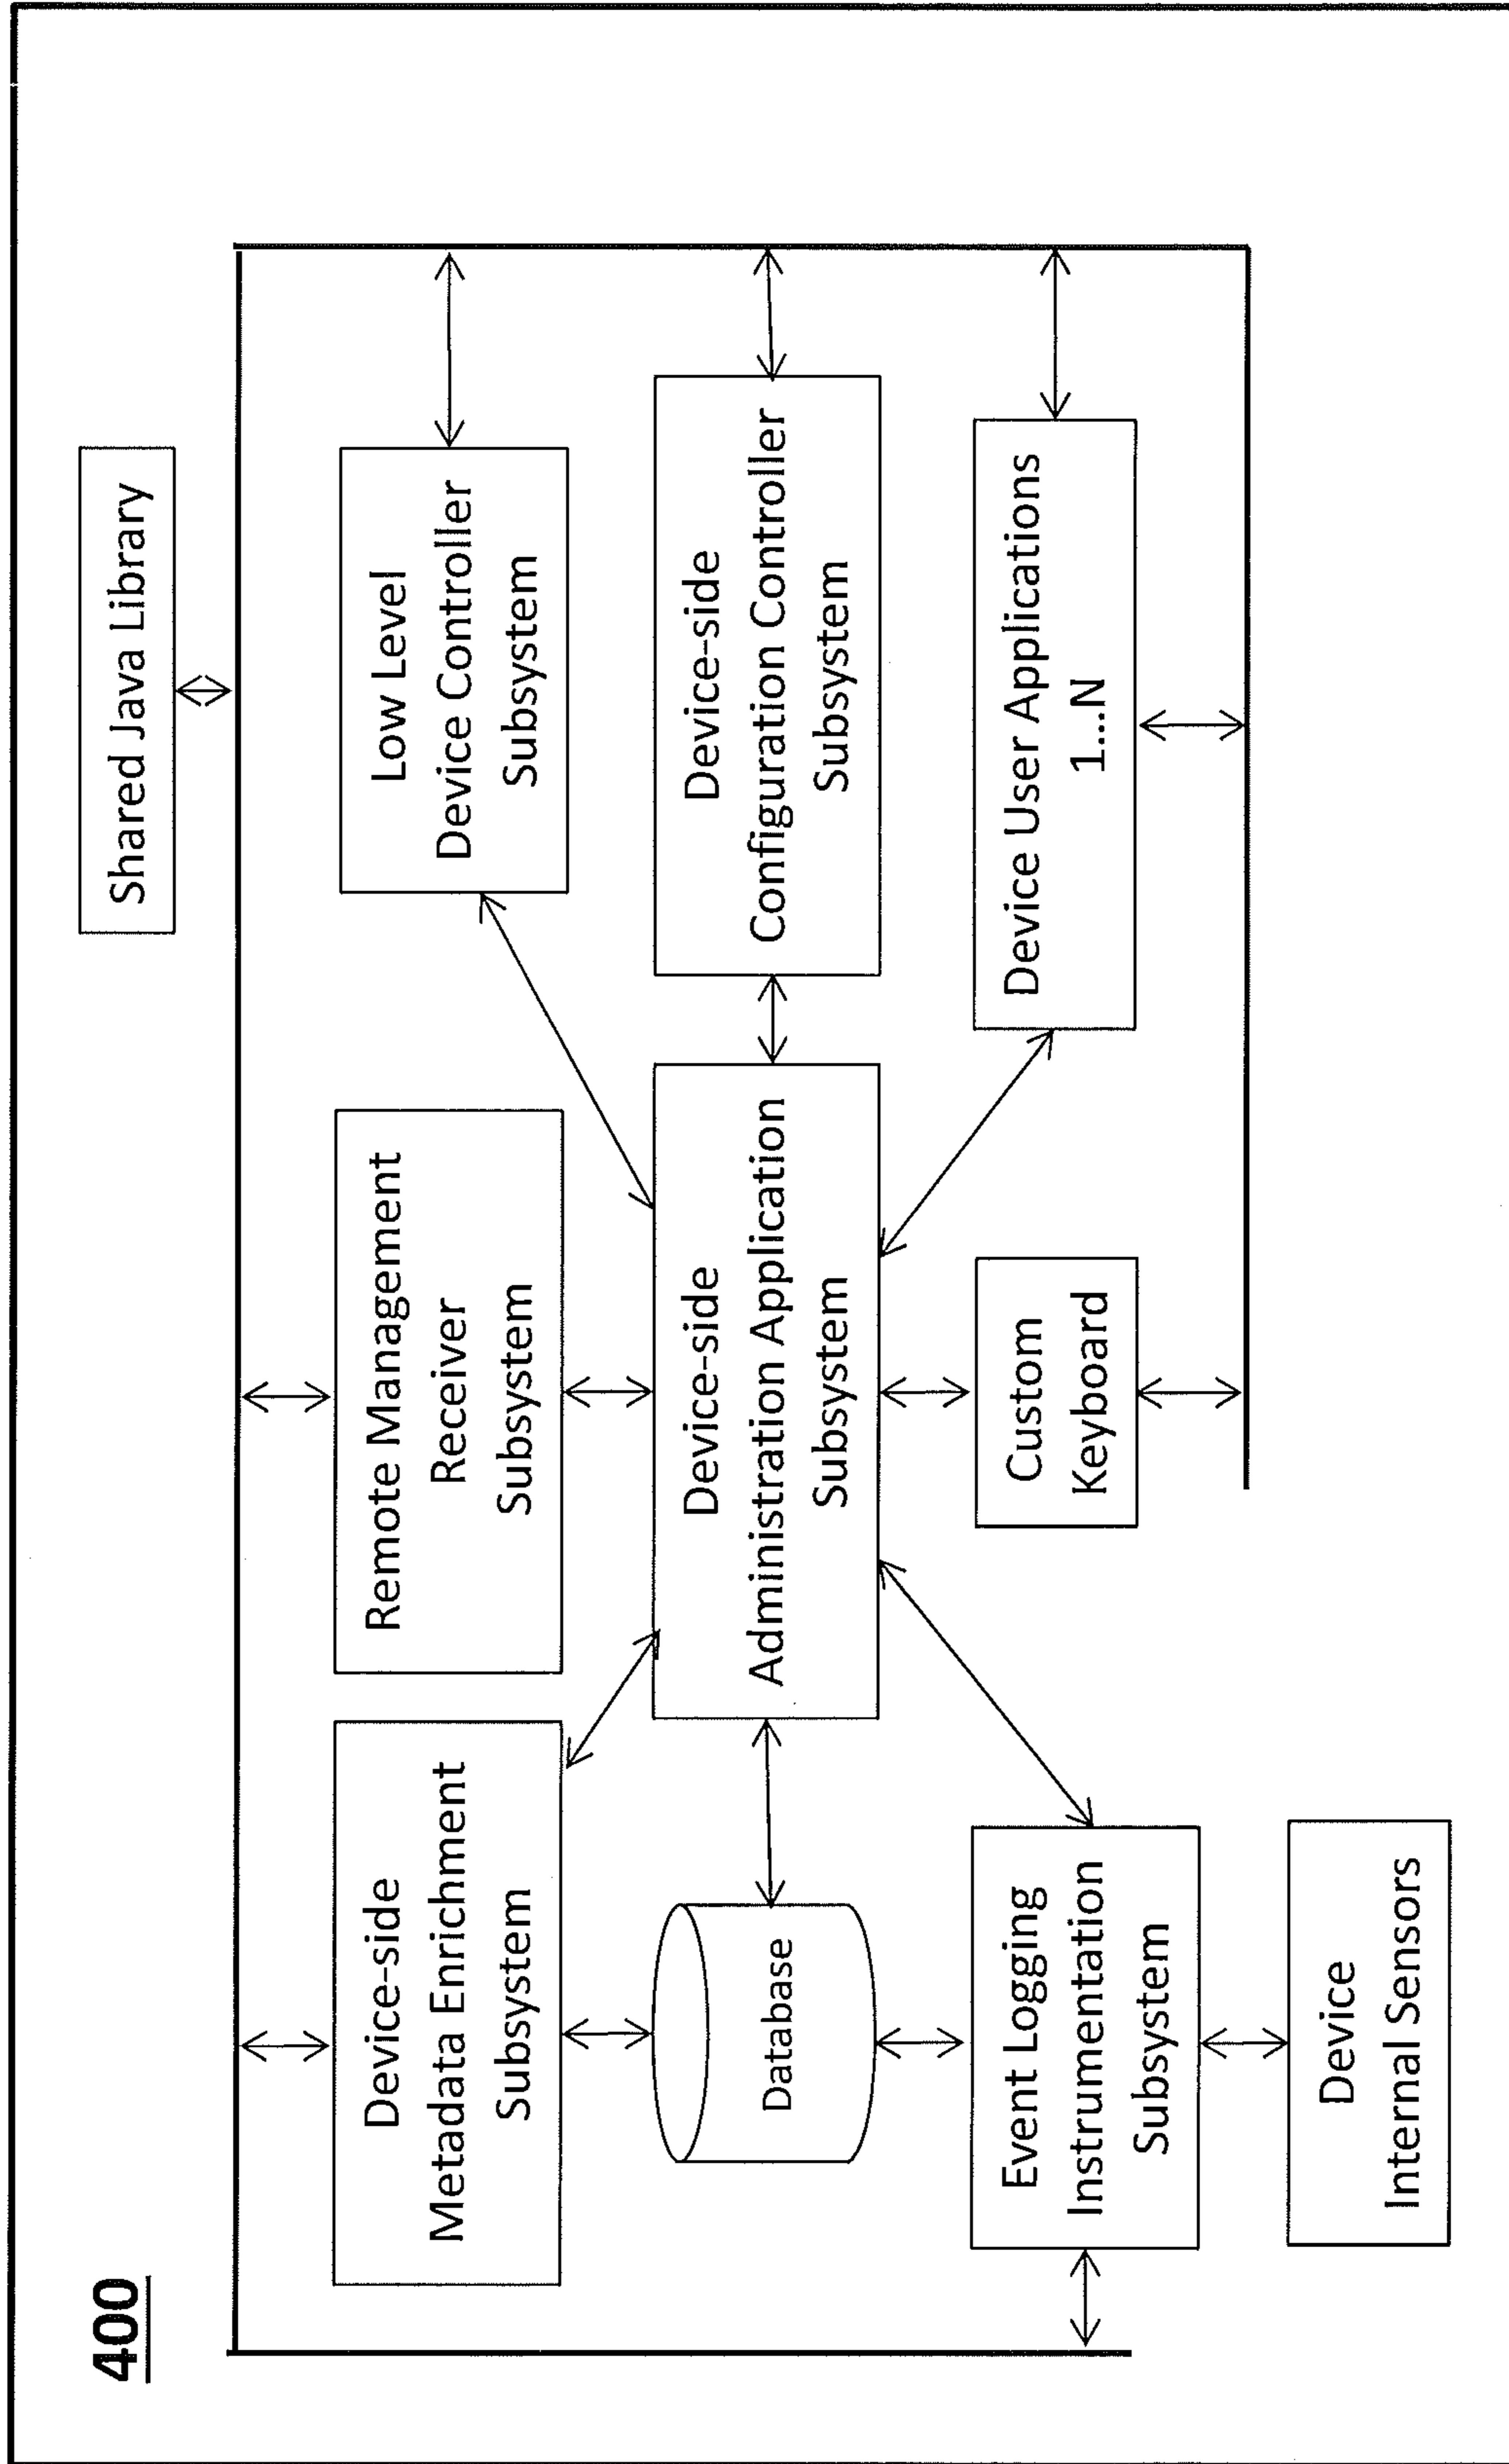 400
Shared Java Library
Device-side
Metadata Enrichment
Subsystem
Remote Management
Receiver
Subsystem
Low Level
Device Controller
Subsystem
Database
Device-side
Administration Application
Subsystem
Device-side
Configuration Controller
Subsystem
Event Logging
Instrumentation
Subsystem
Custom
Keyboard
Device User Applications
1...N
Device
Internal Sensors